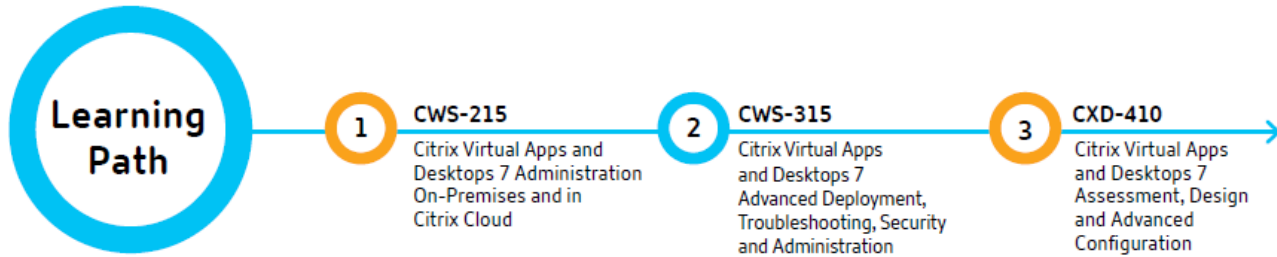 Learning
Path
1
CWS-215
Citrix Virtual Apps and
Desktops 7 Administration
On-Premises and in
Citrix Cloud
2
CWS-315
Citrix Virtual Apps
and Desktops 7
Advanced Deployment,
Troubleshooting, Security
and Administration
3
CXD-410
Citrix Virtual Apps
and Desktops 7
Assessment, Design
and Advanced
Configuration